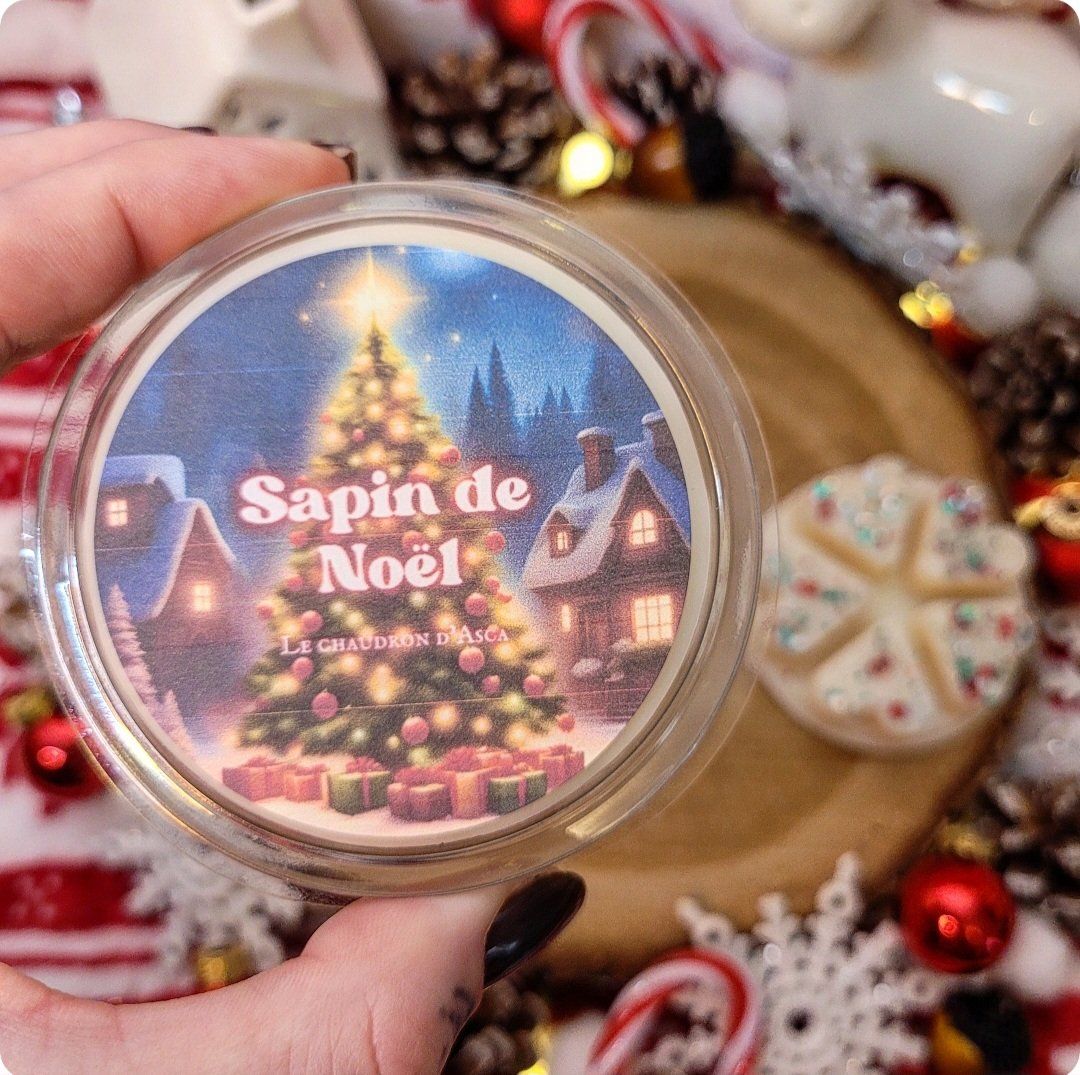 Sapin de
Noël
Le chaudron d'Asca